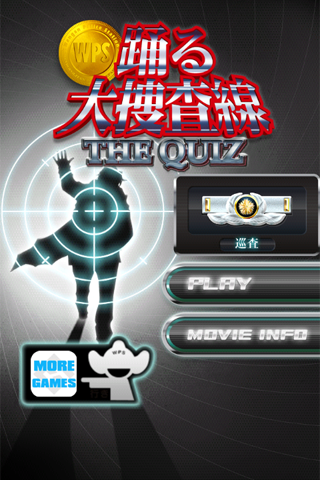 WPS
踊る
大捜査線
THE QUIZ
巡査
PLAY
MOVIE INFO
WPS
MORE
GAMES